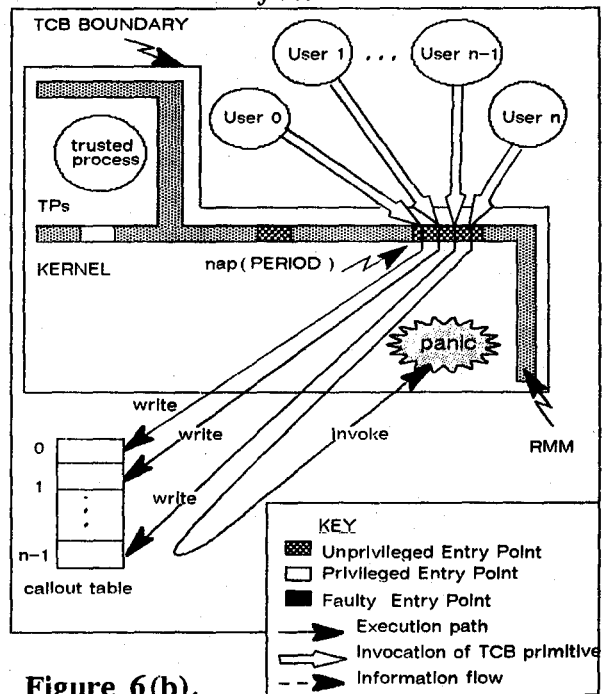 TCB BOUNDARY
User 1 . . . User n-1
User 0
User n
trusted
process
TPs
KERNEL
nap(PERIOD)
panic
write
write
invoke
RMM
0
1
write
n-1
callout table
KEY
Unprivileged Entry Point
Privileged Entry Point
Faulty Entry Point
Execution path
Invocation of TCB primitive
Information flow
Figure 6(b).